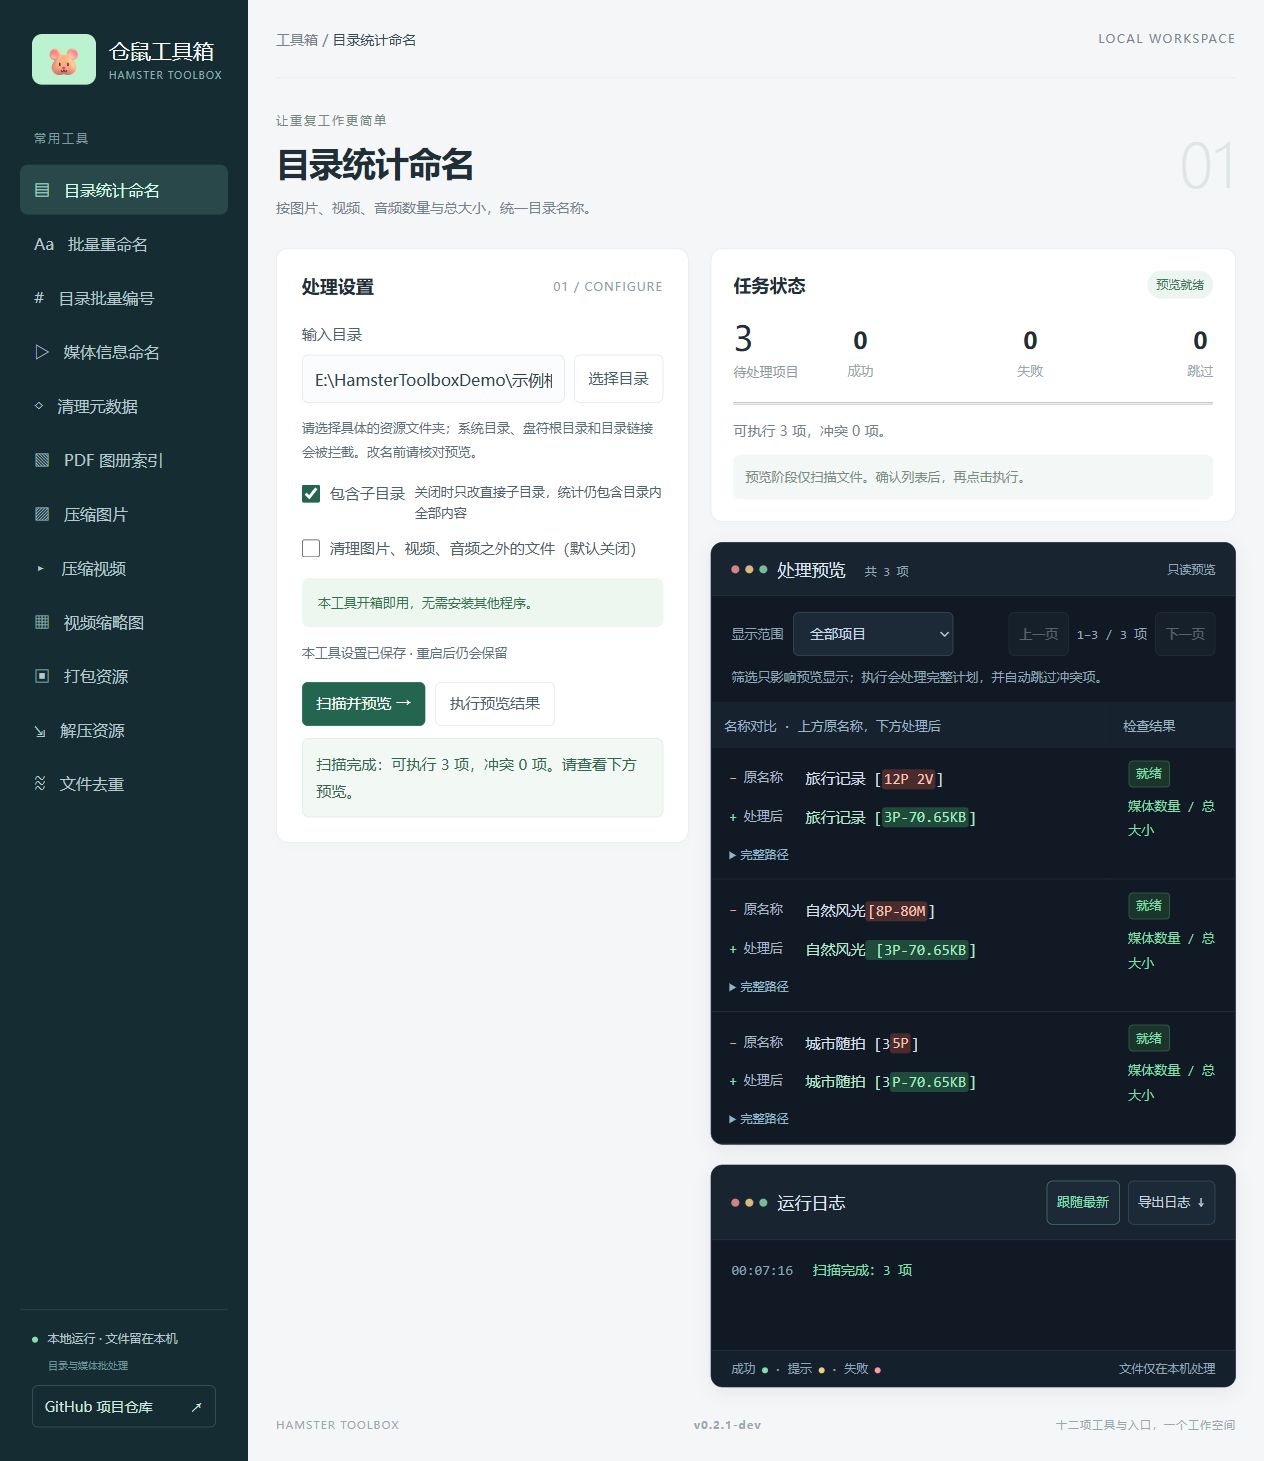 仓鼠工具箱
HAMSTER TOOLBOX
常用工具
目录统计命名
Aa 批量重命名
# 目录批量编号
媒体信息命名
清理元数据
PDF 图册索引
压缩图片
压缩视频
视频缩略图
打包资源
解压资源
文件去重
本地运行 · 文件留在本机
目录与媒体批处理
GitHub 项目仓库 ↗
工具箱 / 目录统计命名
LOCAL WORKSPACE
让重复工作更简单
目录统计命名
01
按图片、视频、音频数量与总大小，统一目录名称。
处理设置
01 / CONFIGURE
输入目录
E:\HamsterToolboxDemo\示例
选择目录
请选择具体的资源文件夹；系统目录、盘符根目录和目录链接
会被拦截。改名前请核对预览。
包含子目录
关闭时只改直接子目录，统计仍包含目录内
全部内容
清理图片、视频、音频之外的文件（默认关闭）
本工具开箱即用，无需安装其他程序。
本工具设置已保存 · 重启后仍会保留
扫描并预览 →
执行预览结果
扫描完成：可执行 3 项，冲突 0 项。请查看下方
预览。
任务状态
预览就绪
3 0 0 0
待处理项目 成功 失败 跳过
可执行 3 项，冲突 0 项。
预览阶段仅扫描文件。确认列表后，再点击执行。
处理预览 共 3 项
只读预览
显示范围 全部项目
上一页 1–3 / 3 项 下一页
筛选只影响预览显示；执行会处理完整计划，并自动跳过冲突项。
名称对比 · 上方原名称，下方处理后
检查结果
− 原名称 旅行记录 [12P 2V]
+ 处理后 旅行记录 [3P-70.65KB]
▶ 完整路径
就绪
媒体数量 / 总
大小
− 原名称 自然风光[8P-80M]
+ 处理后 自然风光 [3P-70.65KB]
▶ 完整路径
就绪
媒体数量 / 总
大小
− 原名称 城市随拍 [35P]
+ 处理后 城市随拍 [3P-70.65KB]
▶ 完整路径
就绪
媒体数量 / 总
大小
运行日志
跟随最新
导出日志 ↓
00:07:16 扫描完成：3 项
成功 · 提示 · 失败
文件仅在本机处理
HAMSTER TOOLBOX
v0.2.1-dev
十二项工具与入口，一个工作空间